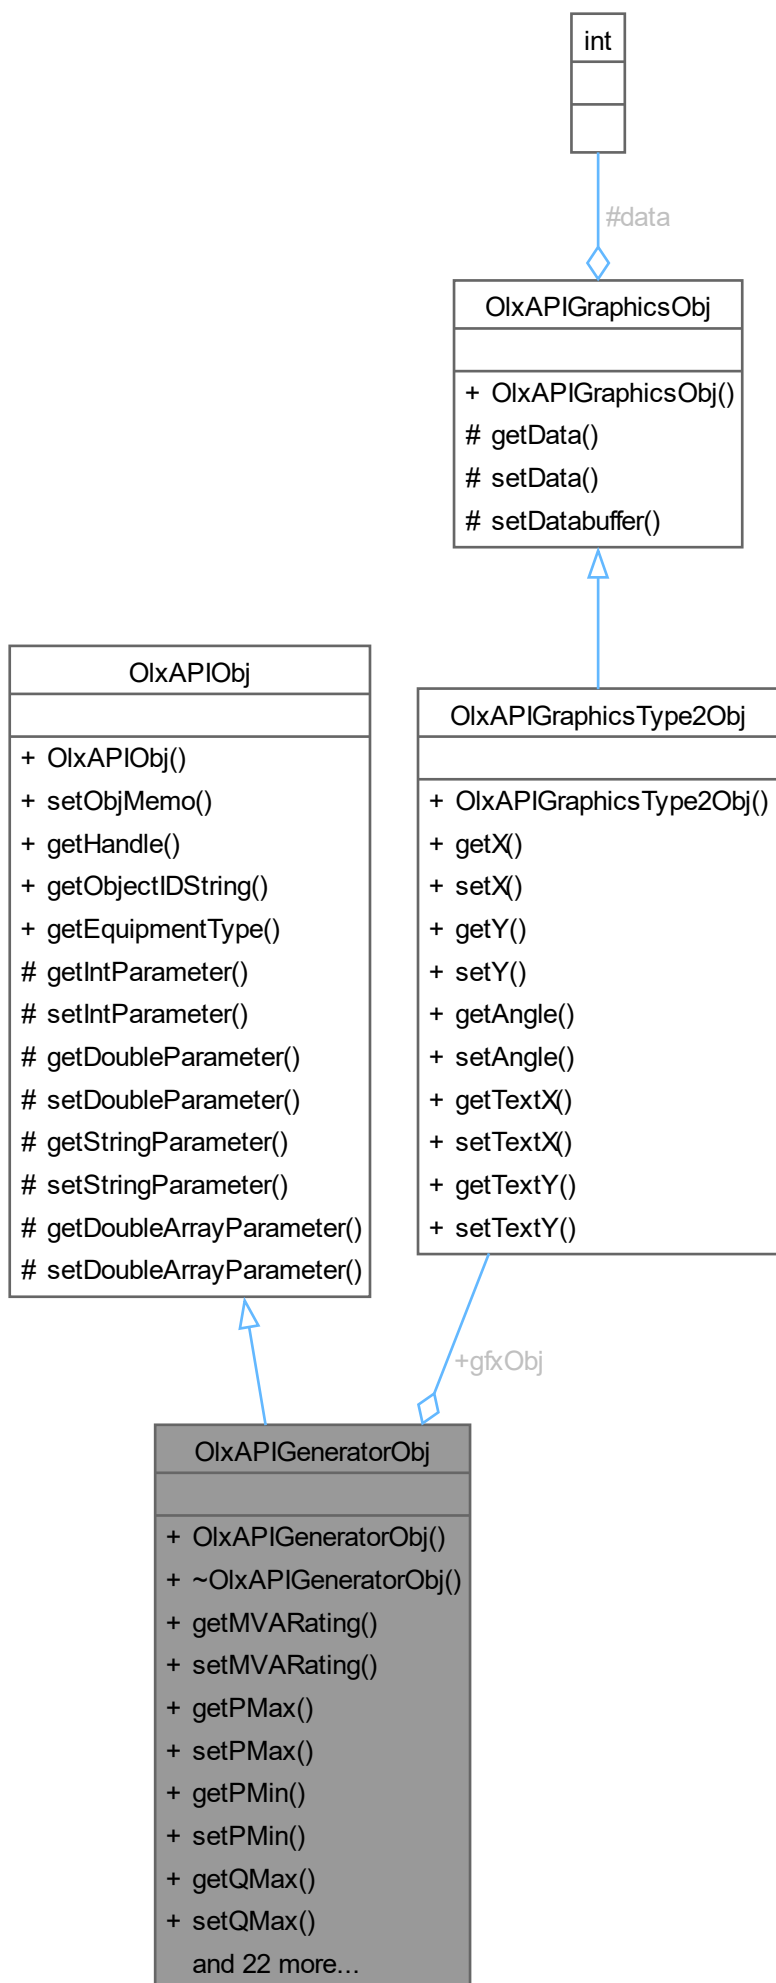 int
#data
OlxAPIGraphicsObj
+ OlxAPIGraphicsObj()
# getData()
# setData()
# setDatabuffer()
OlxAPIObj
+ OlxAPIObj()
+ setObjMemo()
+ getHandle()
+ getObjectIDString()
+ getEquipmentType()
# getIntParameter()
# setIntParameter()
# getDoubleParameter()
# setDoubleParameter()
# getStringParameter()
# setStringParameter()
# getDoubleArrayParameter()
# setDoubleArrayParameter()
OlxAPIGraphicsType2Obj
+ OlxAPIGraphicsType2Obj()
+ getX()
+ setX()
+ getY()
+ setY()
+ getAngle()
+ setAngle()
+ getTextX()
+ setTextX()
+ getTextY()
+ setTextY()
+gfxObj
OlxAPIGeneratorObj
+ OlxAPIGeneratorObj()
+ ~OlxAPIGeneratorObj()
+ getMVARating()
+ setMVARating()
+ getPMax()
+ setPMax()
+ getPMin()
+ setPMin()
+ getQMax()
+ setQMax()
and 22 more...